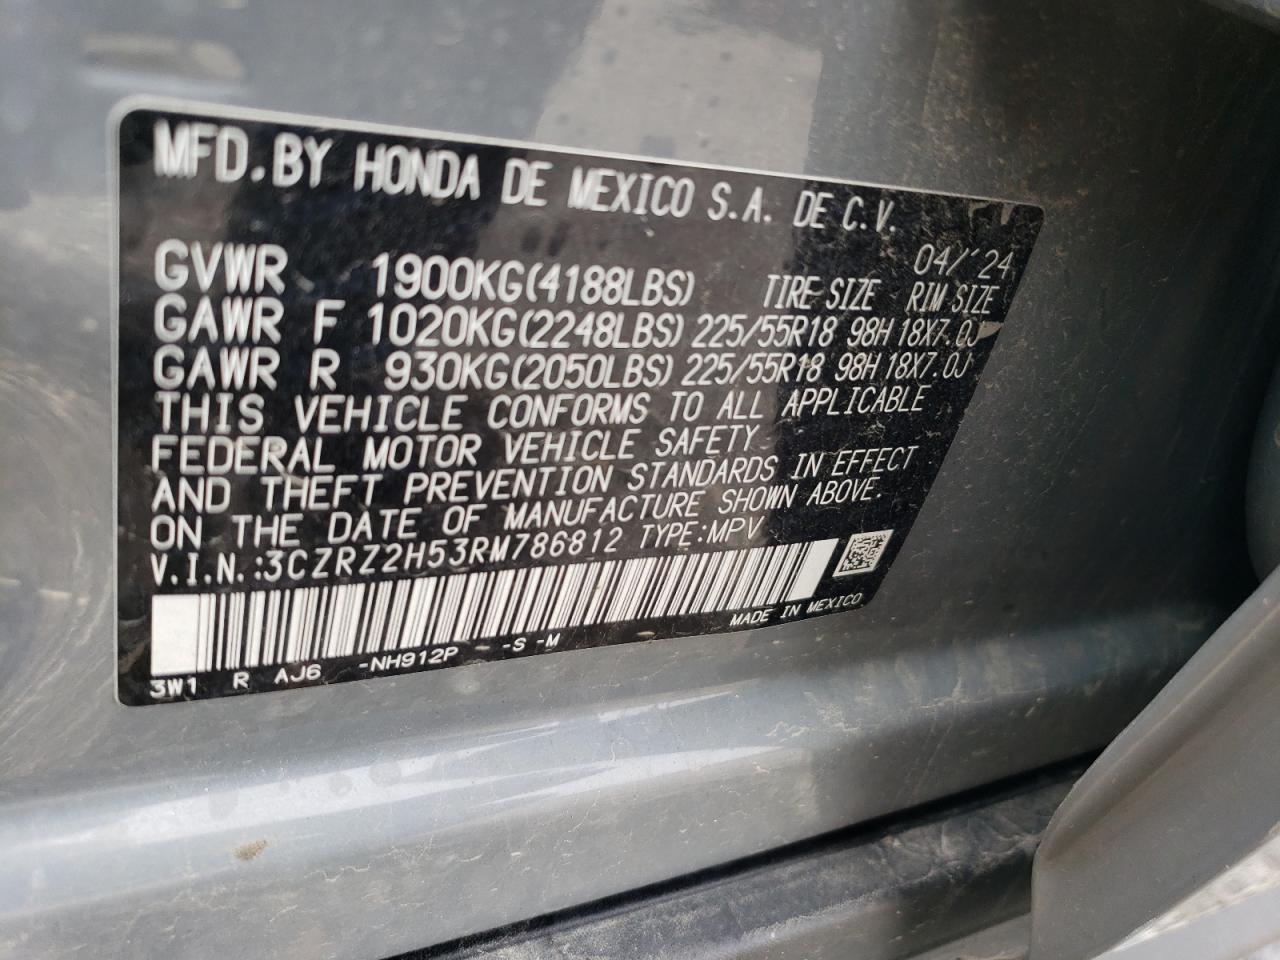 MFD. BY HONDA DE MEXICO S.A. DE C.V.
04/'24
GVWR 1900KG(4188LBS) TIRE SIZE RIM SIZE
GAWR F 1020KG(2248LBS) 225/55R18 98H 18X7.0J
GAWR R 930KG(2050LBS) 225/55R18 98H 18X7.0J
THIS VEHICLE CONFORMS TO ALL APPLICABLE
FEDERAL MOTOR VEHICLE SAFETY
AND THEFT PREVENTION STANDARDS IN EFFECT
ON THE DATE OF MANUFACTURE SHOWN ABOVE.
V.I.N.:3CZRZ2H53RM786812 TYPE:MPV
MADE IN MEXICO
3W1 R AJ6 -NH912P -S -M